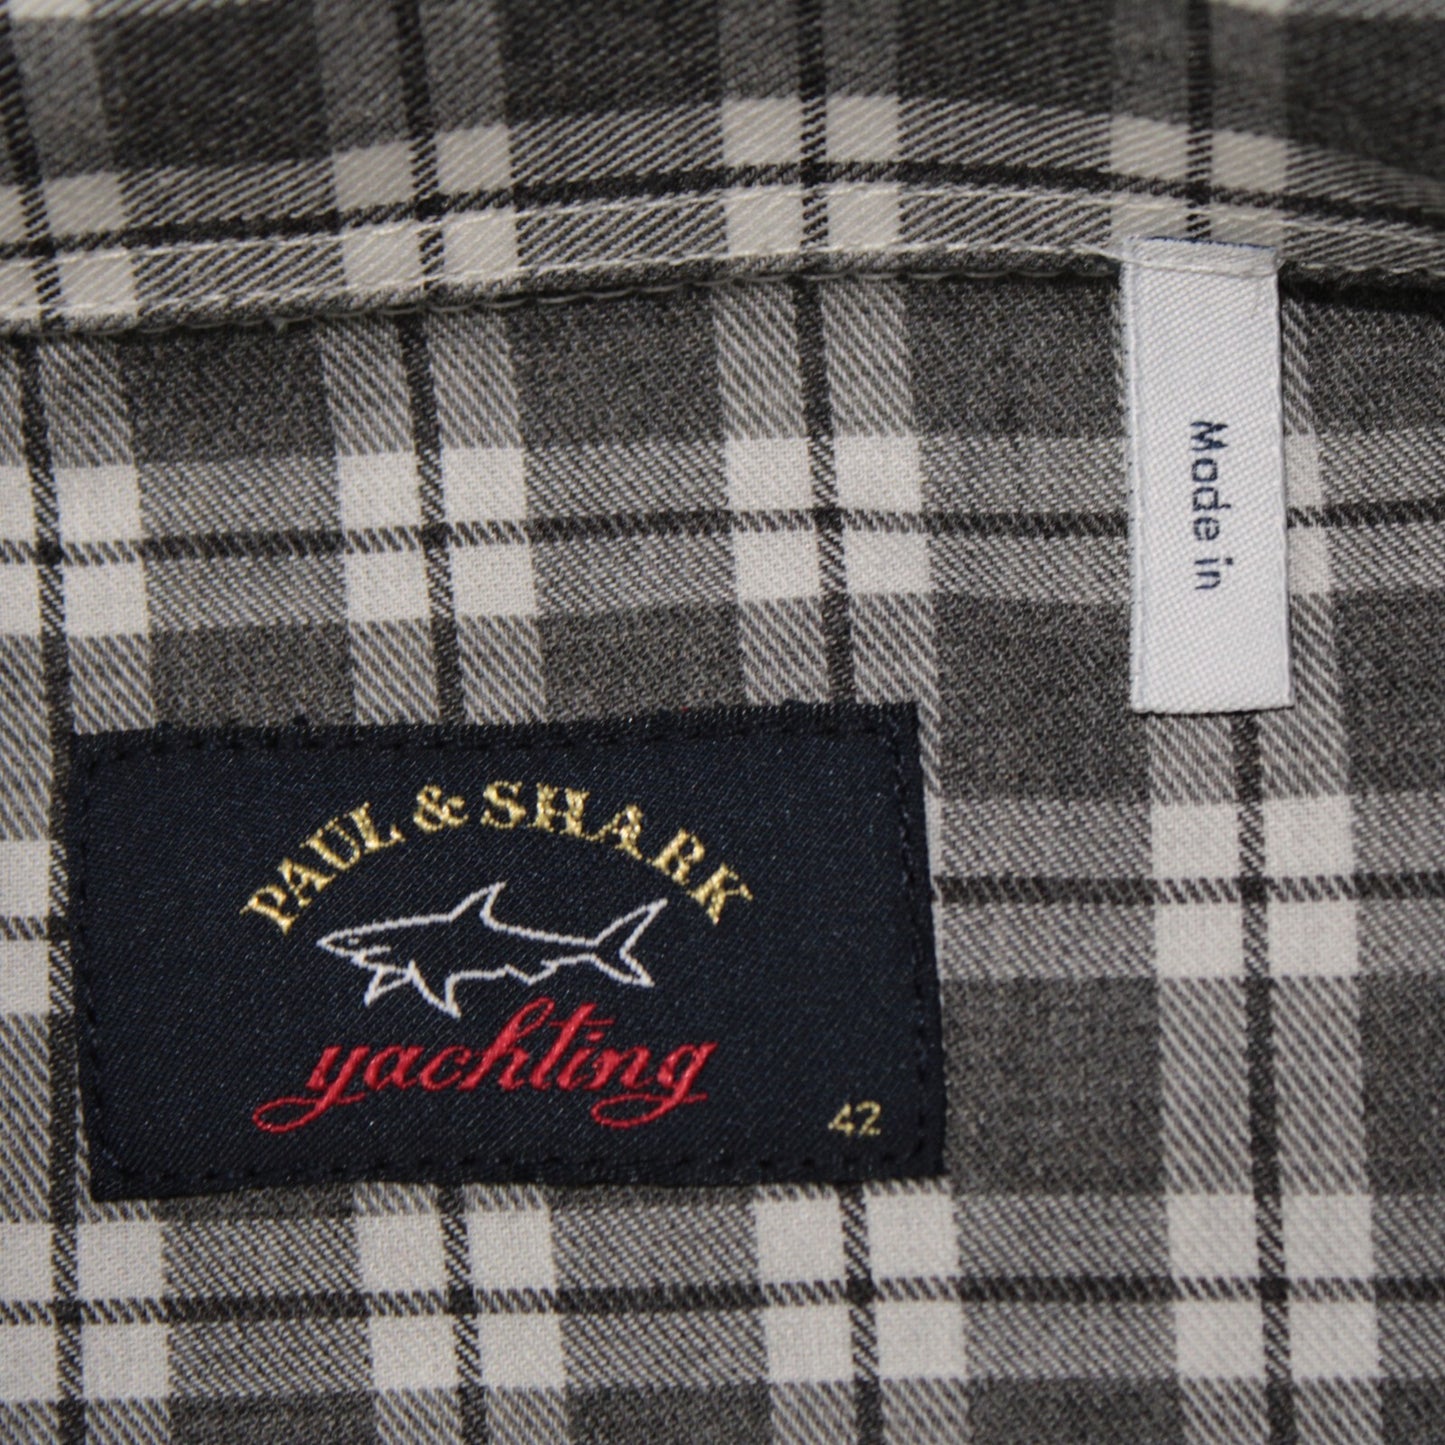 PAUL & SHARK
yachting
42
Made in